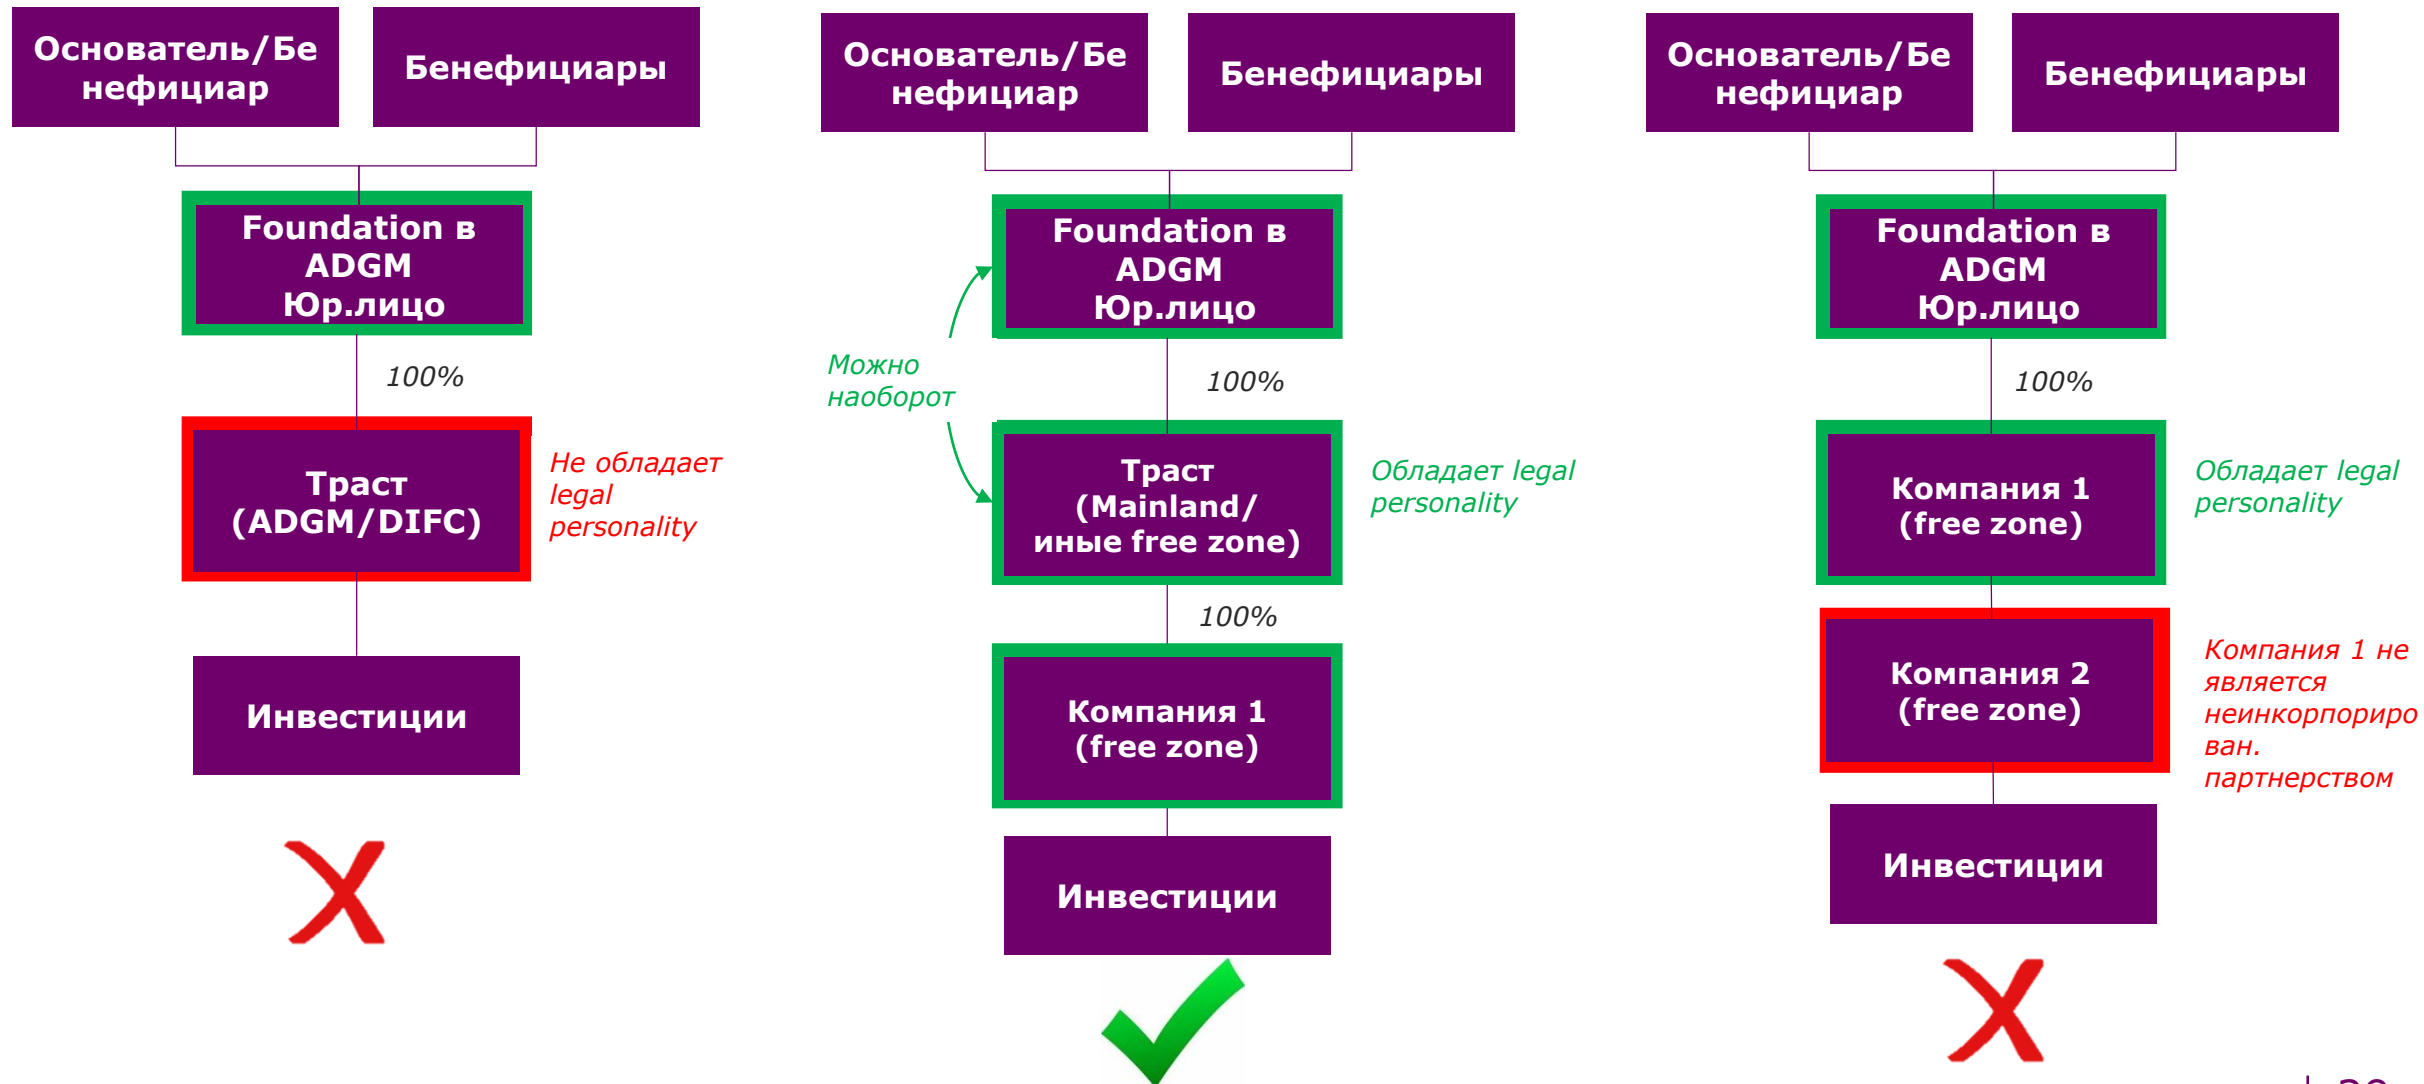 Основатель/Бе
нефициар
Бенефициары
Foundation в
ADGM
Юр.лицо
100%
Траст
(ADGM/DIFC)
Не обладает
legal
personality
Инвестиции
Основатель/Бе
нефициар
Бенефициары
Foundation в
ADGM
Юр.лицо
Можно
наоборот
100%
Траст
(Mainland/
иные free zone)
Обладает legal
personality
100%
Компания 1
(free zone)
Инвестиции
Основатель/Бе
нефициар
Бенефициары
Foundation в
ADGM
Юр.лицо
100%
Компания 1
(free zone)
Обладает legal
personality
Компания 2
(free zone)
Компания 1 не
является
неинкорпориро
ван.
партнерством
Инвестиции